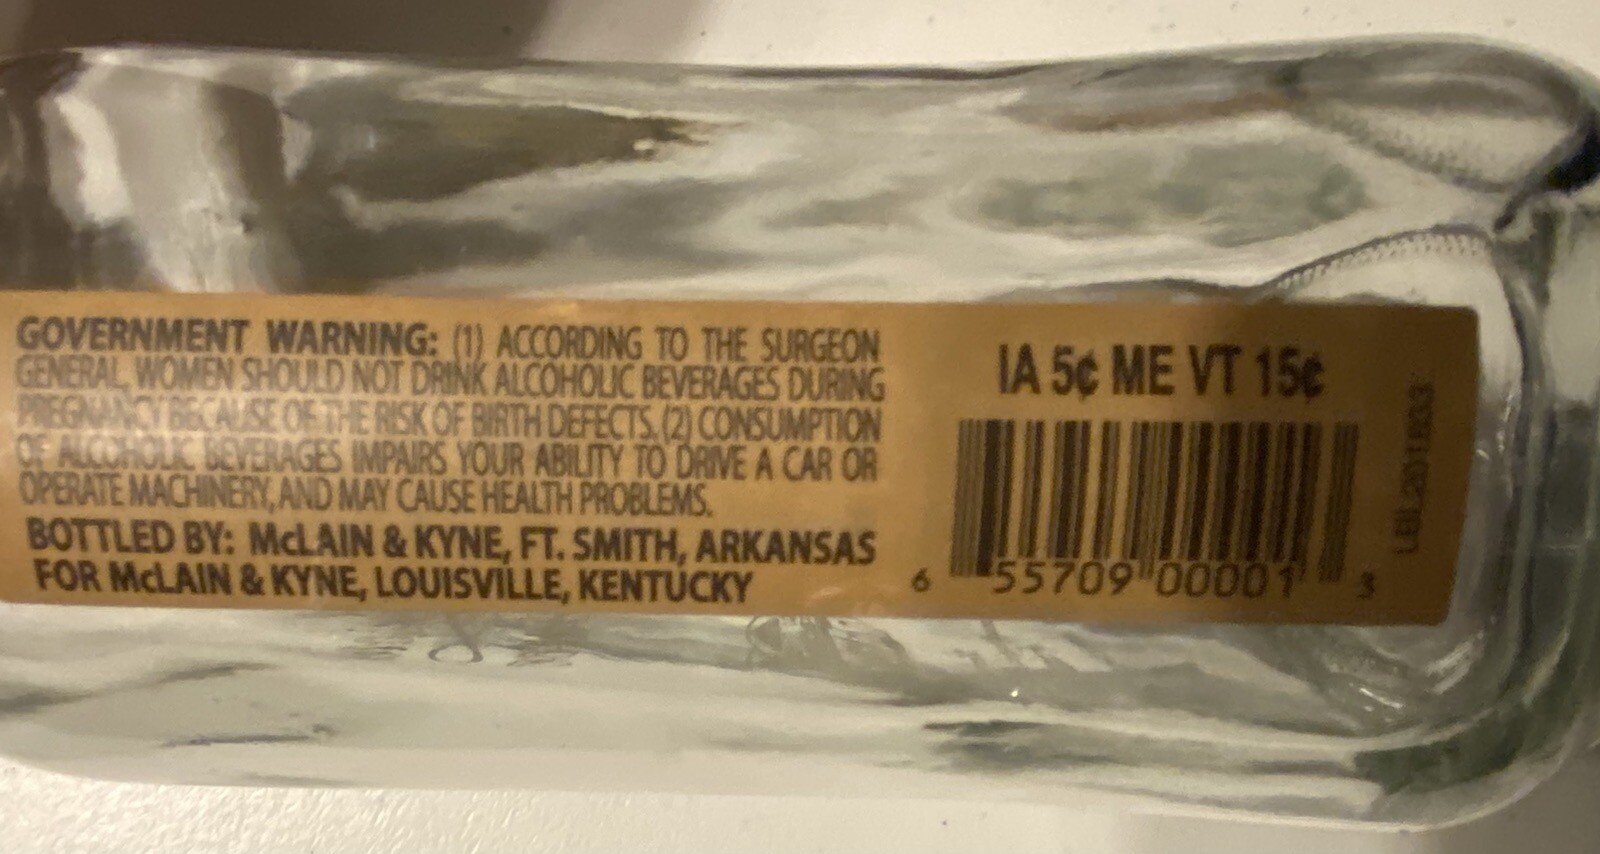 GOVERNMENT WARNING: (1) ACCORDING TO THE SURGEON
GENERAL, WOMEN SHOULD NOT DRINK ALCOHOLIC BEVERAGES DURING
PREGNANCY BECAUSE OF THE RISK OF BIRTH DEFECTS. (2) CONSUMPTION
OF ALCOHOLIC BEVERAGES IMPAIRS YOUR ABILITY TO DRIVE A CAR OR
OPERATE MACHINERY, AND MAY CAUSE HEALTH PROBLEMS.
BOTTLED BY: McLAIN & KYNE, FT. SMITH, ARKANSAS
FOR McLAIN & KYNE, LOUISVILLE, KENTUCKY
IA 5¢ ME VT 15¢
6 55709 00001 3